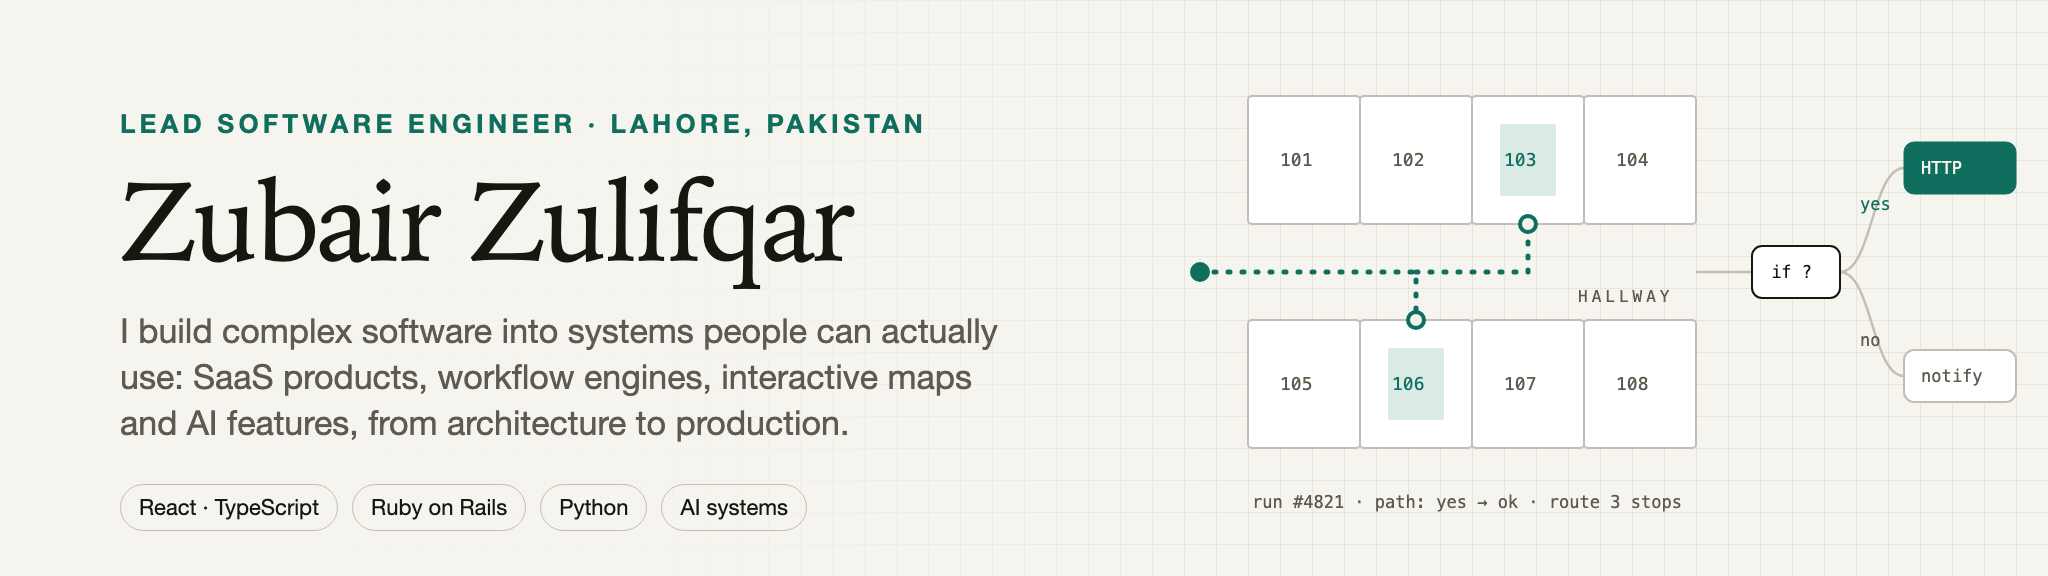 LEAD SOFTWARE ENGINEER · LAHORE, PAKISTAN
Zubair Zulifqar
I build complex software into systems people can actually
use: SaaS products, workflow engines, interactive maps
and AI features, from architecture to production.
React · TypeScript
Ruby on Rails
Python
AI systems
101
102
103
104
HALLWAY
105
106
107
108
if ?
yes
HTTP
no
notify
run #4821 · path: yes → ok · route 3 stops